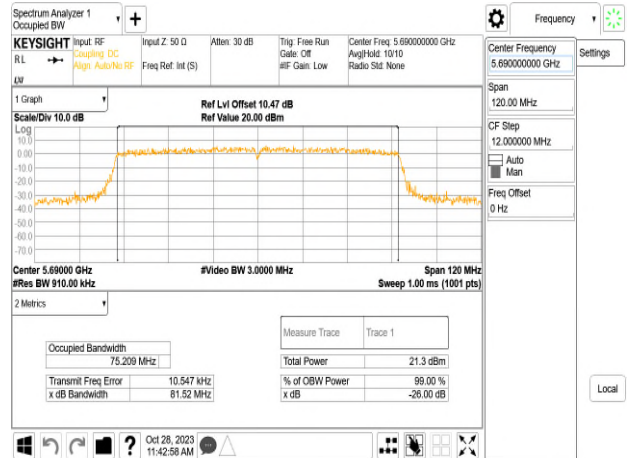 Spectrum Analyzer 1
Occupied BW
Frequency
KEYSIGHT
Input: RF
Coupling: DC
Align: Auto/No RF
Input Z: 50 Ω
Freq Ref: Int (S)
Atten: 30 dB
Trig: Free Run
Gate: Off
#IF Gain: Low
Center Freq: 5.690000000 GHz
Avg|Hold: 10/10
Radio Std: None
RL
LXI
Center Frequency
5.690000000 GHz
Settings
Span
120.00 MHz
CF Step
12.000000 MHz
Auto
Man
Freq Offset
0 Hz
Local
1 Graph
Scale/Div 10.0 dB
Ref Lvl Offset 10.47 dB
Ref Value 20.00 dBm
Log
10.0
0.00
-10.0
-20.0
-30.0
-40.0
-50.0
-60.0
-70.0
Center 5.69000 GHz
#Video BW 3.0000 MHz
Span 120 MHz
#Res BW 910.00 kHz
Sweep 1.00 ms (1001 pts)
2 Metrics
Measure Trace Trace 1
Occupied Bandwidth
75.209 MHz
Total Power 21.3 dBm
Transmit Freq Error 10.547 kHz
% of OBW Power 99.00 %
x dB Bandwidth 81.52 MHz
x dB -26.00 dB
Oct 28, 2023
11:42:58 AM